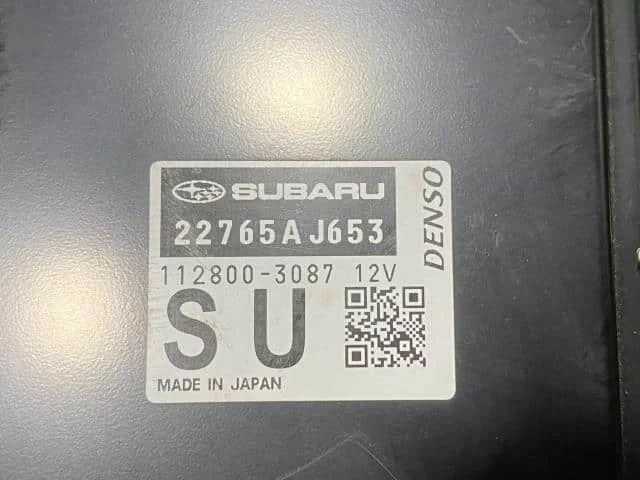 SUBARU
22765AJ653
112800-3087 12V
SU
MADE IN JAPAN
DENSO